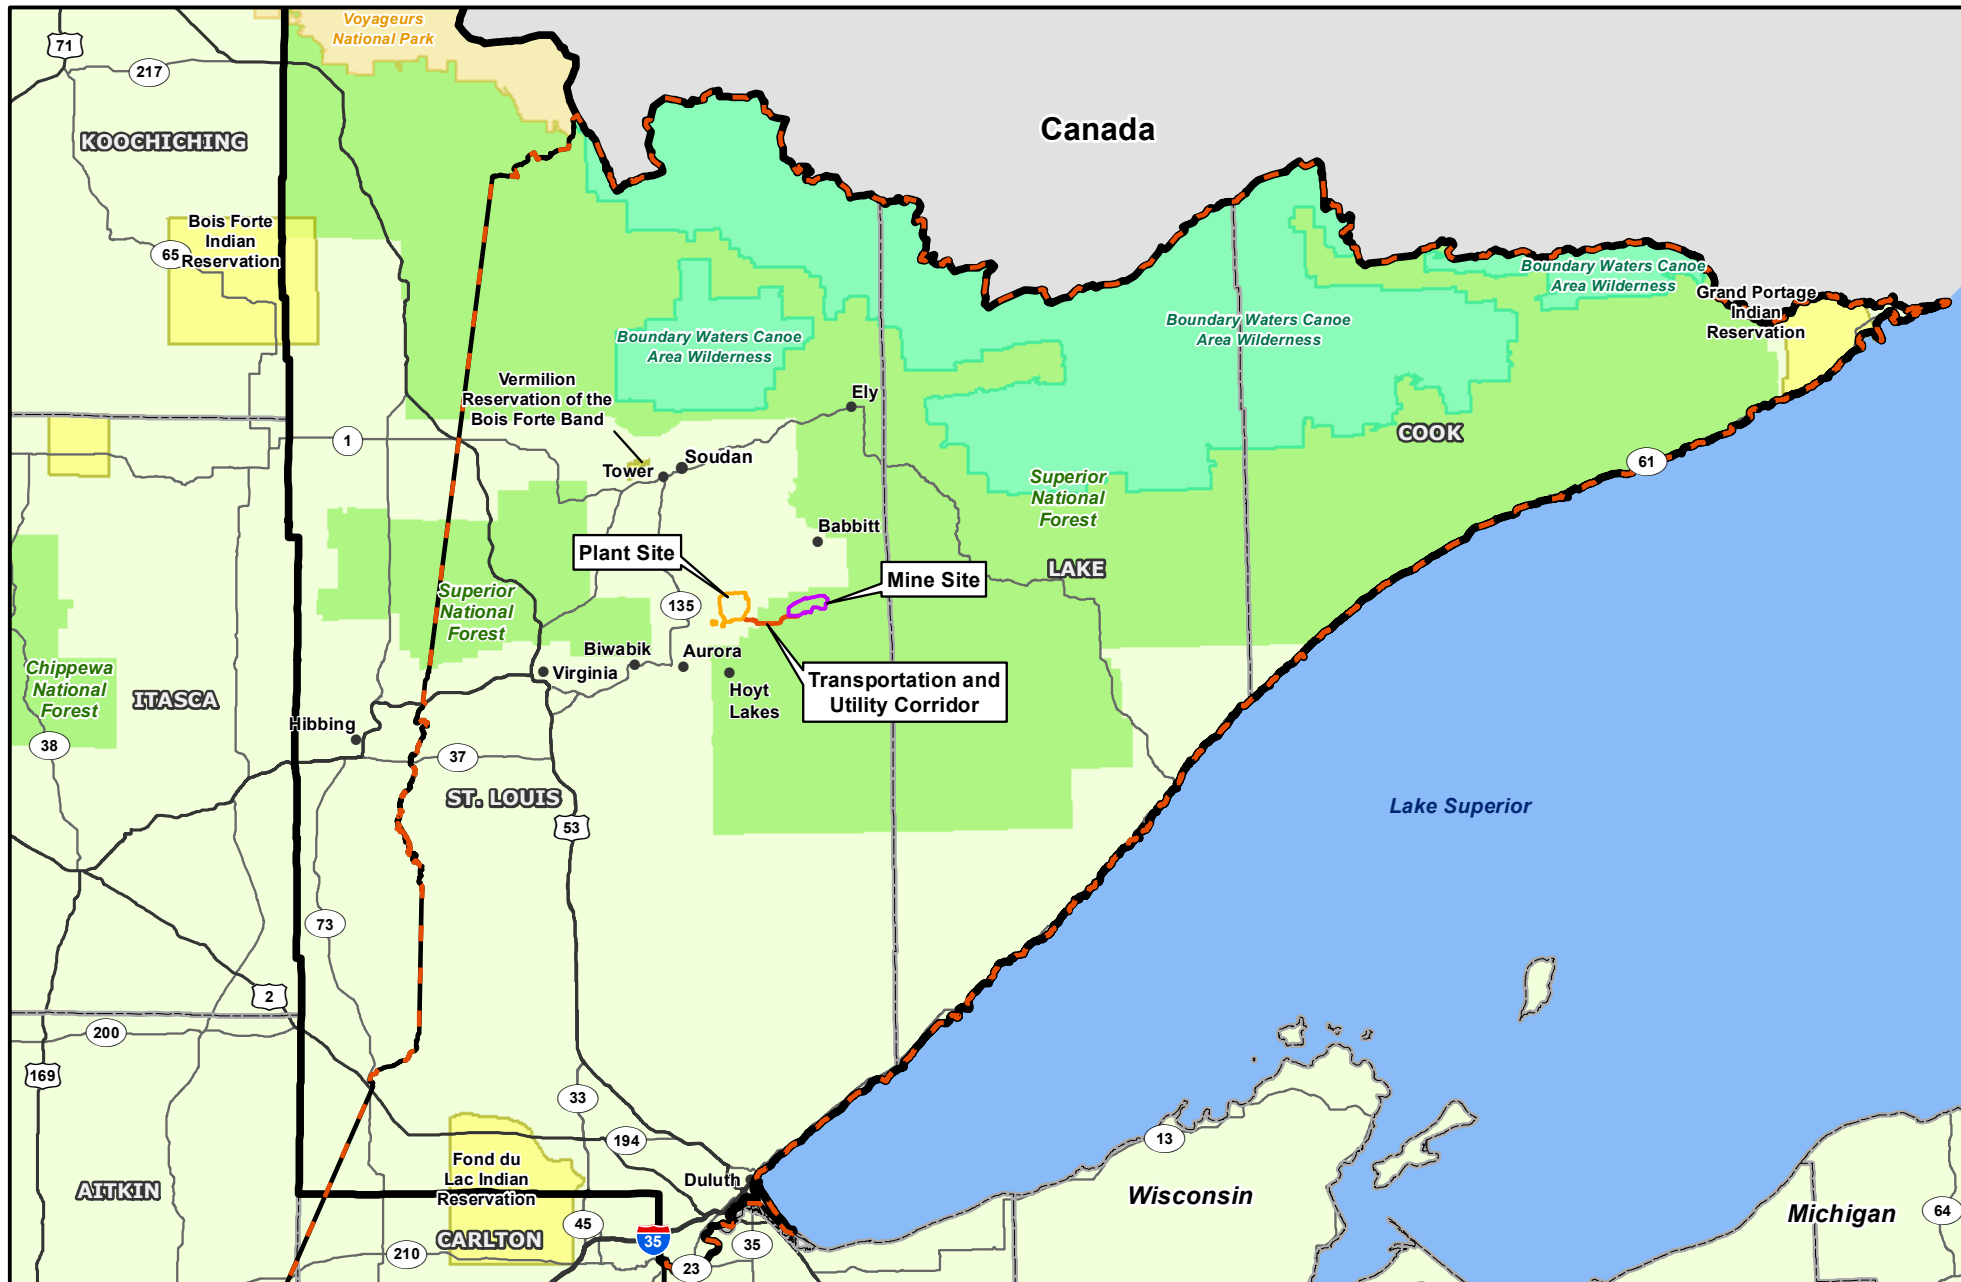 Voyageurs
National Park
71
217
Canada
KOOCHICHING
Bois Forte
Indian
Reservation
65
Boundary Waters Canoe
Area Wilderness
Grand Portage
Indian
Reservation
Boundary Waters Canoe
Area Wilderness
Boundary Waters Canoe
Area Wilderness
Vermilion
Reservation of the
Bois Forte Band
Ely
1
COOK
61
Soudan
Tower
Superior
National
Forest
Babbitt
Plant Site
LAKE
Mine Site
Superior
National
Forest
135
Biwabik
Aurora
Virginia
Chippewa
National
Forest
ITASCA
Hoyt
Lakes
Transportation and
Utility Corridor
Hibbing
38
37
ST. LOUIS
53
Lake Superior
73
2
200
169
33
194
13
Fond du
Lac Indian
Reservation
Duluth
AITKIN
Wisconsin
Michigan
64
CARLTON
45
35
35
210
23